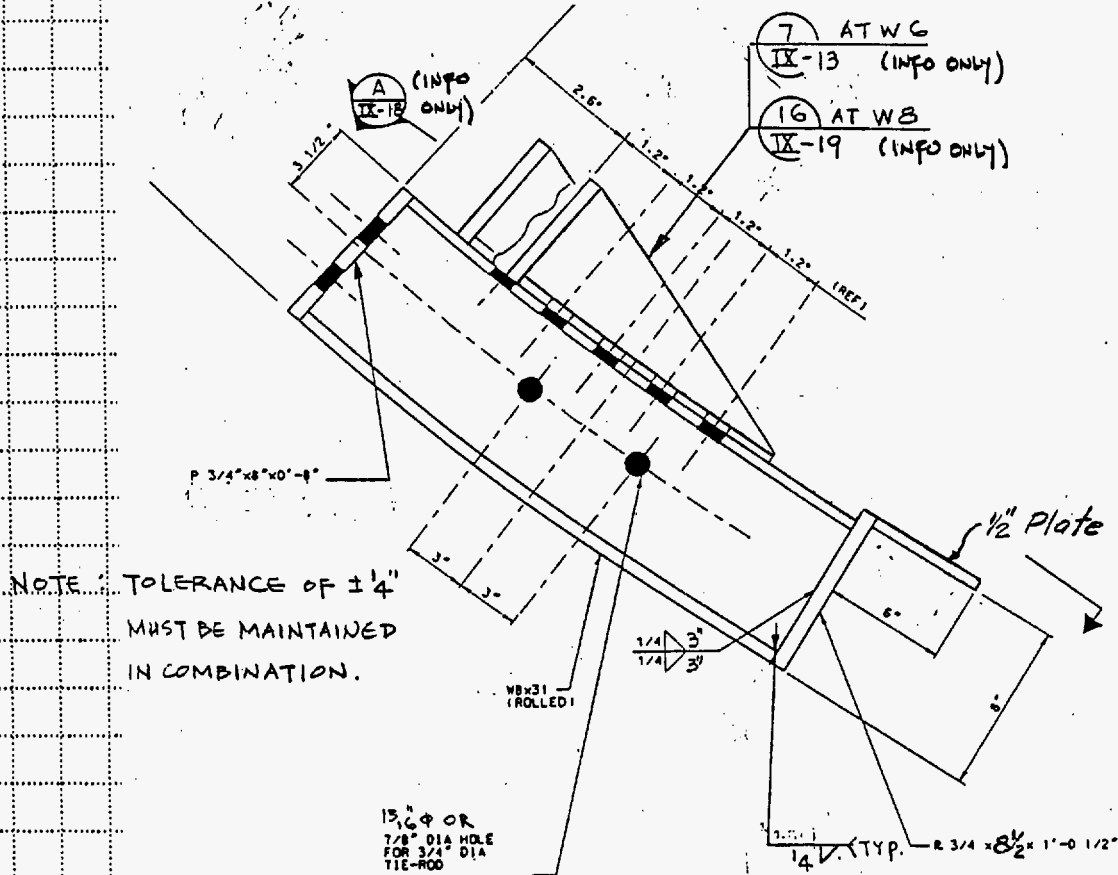 7 AT W6
IX-13 (INFO ONLY)
16 AT W8
IX-19 (INFO ONLY)
A (INFO
IX-18 ONLY)
3 1/2"
2.6"
1.2"
1.2"
1.2"
1.2"
(REF)
P 3/4"x8"x0'-8"
1/2" Plate
NOTE: TOLERANCE OF ±1/4"
MUST BE MAINTAINED
IN COMBINATION.
3"
3"
6"
8"
1/4 3"
1/4 3"
W8x31
(ROLLED)
OR
7/8" DIA HOLE
FOR 3/4" DIA
TIE-ROD
1/4 (TYP.
R 3/4 x 8 1/2 x 1'-0 1/2"